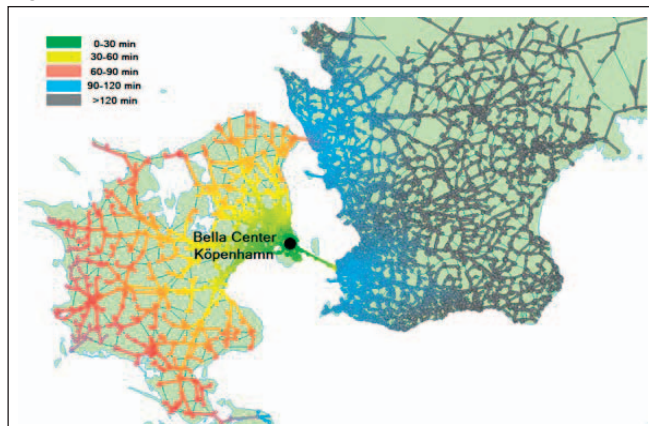 0-30 min
30-60 min
60-90 min
90-120 min
>120 min
Bella Center
Köpenhamn